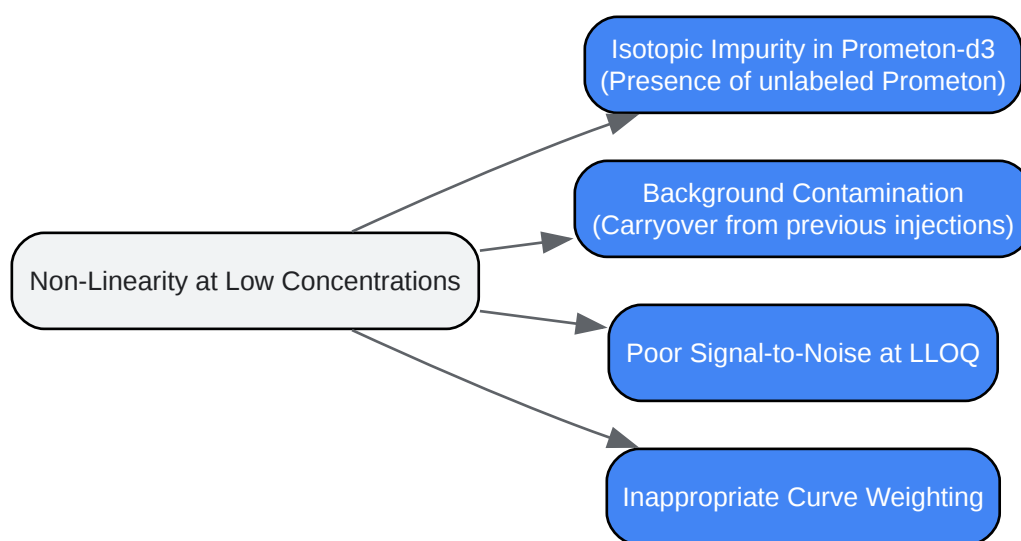 Isotopic Impurity in Prometon-d3
(Presence of unlabeled Prometon)
Background Contamination
(Carryover from previous injections)
Non-Linearity at Low Concentrations
Poor Signal-to-Noise at LLOQ
Inappropriate Curve Weighting